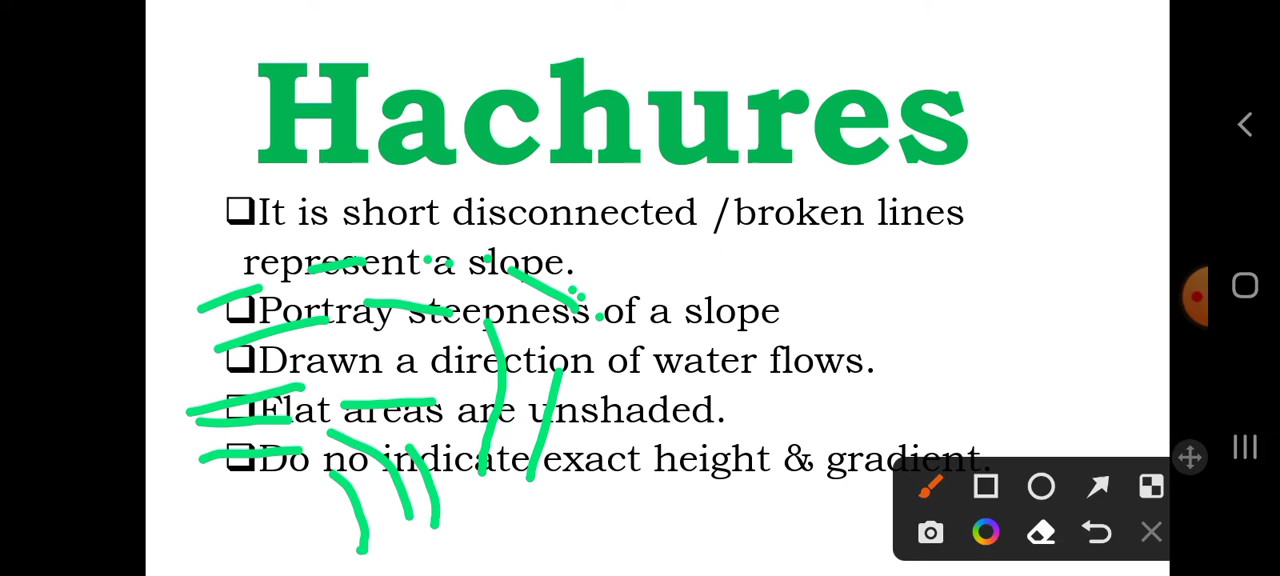 Hachures
❑It is short disconnected /broken lines
represent a slope.
❑Portray steepness of a slope
❑Drawn a direction of water flows.
❑Flat areas are unshaded.
❑Do no indicate exact height & gradient.